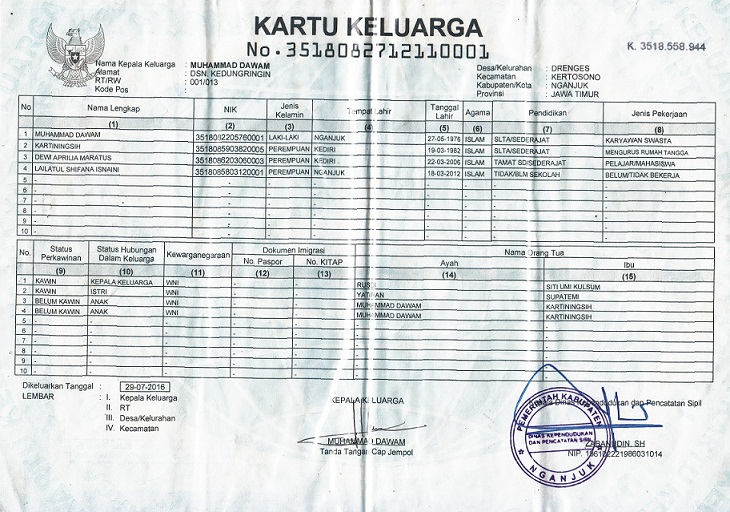 KARTU KELUARGA
No. 3518082712110001
K. 3518.558.944
Nama Kepala Keluarga : MUHAMMAD DAWAM
Alamat : DSN. KEDUNGRINGIN
RT/RW : 001/013
Kode Pos :
Desa/Kelurahan : DRENGES
Kecamatan : KERTOSONO
Kabupaten/Kota : NGANJUK
Provinsi : JAWA TIMUR
No Nama Lengkap NIK Jenis Kelamin Tempat Lahir Tanggal Lahir Agama Pendidikan Jenis Pekerjaan
(1) (2) (3) (4) (5) (6) (7) (8)
1 MUHAMMAD DAWAM 3518082205760001 LAKI-LAKI NGANJUK 27-05-1976 ISLAM SLTA/SEDERAJAT KARYAWAN SWASTA
2 KARTININGSIH 3518085903820005 PEREMPUAN KEDIRI 19-03-1982 ISLAM SLTA/SEDERAJAT MENGURUS RUMAH TANGGA
3 DEWI APRILIA MARATUS 3518086203060003 PEREMPUAN KEDIRI 22-03-2006 ISLAM TAMAT SD/SEDERAJAT PELAJAR/MAHASISWA
4 LAILATUL SHIFANA ISNAINI 3518085803120001 PEREMPUAN NGANJUK 18-03-2012 ISLAM TIDAK/BLM SEKOLAH BELUM/TIDAK BEKERJA
5 - - - - - - - -
6 - - - - - - - -
7 - - - - - - - -
8 - - - - - - - -
9 - - - - - - - -
10 - - - - - - - -
No. Status Perkawinan Status Hubungan Dalam Keluarga Kewarganegaraan Dokumen Imigrasi Nama Orang Tua
No. Paspor No. KITAP Ayah Ibu
(9) (10) (11) (12) (13) (14) (15)
1 KAWIN KEPALA KELUARGA WNI - - SITI UMI KULSUM
2 KAWIN ISTRI WNI - - SUPATEMI
3 BELUM KAWIN ANAK WNI - - MUHAMMAD DAWAM KARTININGSIH
4 BELUM KAWIN ANAK WNI - - MUHAMMAD DAWAM KARTININGSIH
5 - - - - - - -
6 - - - - - - -
7 - - - - - - -
8 - - - - - - -
9 - - - - - - -
10 - - - - - - -
Dikeluarkan Tanggal : 29-07-2016
LEMBAR : I. Kepala Keluarga
II. RT
III. Desa/Kelurahan
IV. Kecamatan
KEPALA KELUARGA
MUHAMMAD DAWAM
Tanda Tangan Cap Jempol
Dinas Kependudukan dan Pencatatan Sipil
PEMERINTAH KABUPATEN
DINAS KEPENDUDUKAN
DAN PENCATATAN SIPIL
NGANJUK
SH
NIP.